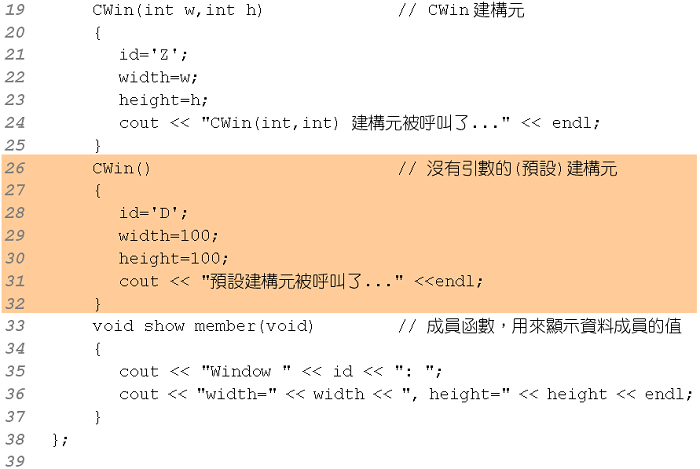 19 CWin(int w,int h) // CWin 建構元
20 {
21 id='Z';
22 width=w;
23 height=h;
24 cout << "CWin(int,int) 建構元被呼叫了..." << endl;
25 }
26 CWin() // 沒有引數的(預設)建構元
27 {
28 id='D';
29 width=100;
30 height=100;
31 cout << "預設建構元被呼叫了..." <<endl;
32 }
33 void show member(void) // 成員函數，用來顯示資料成員的值
34 {
35 cout << "Window " << id << ": ";
36 cout << "width=" << width << ", height=" << height << endl;
37 }
38 };
39